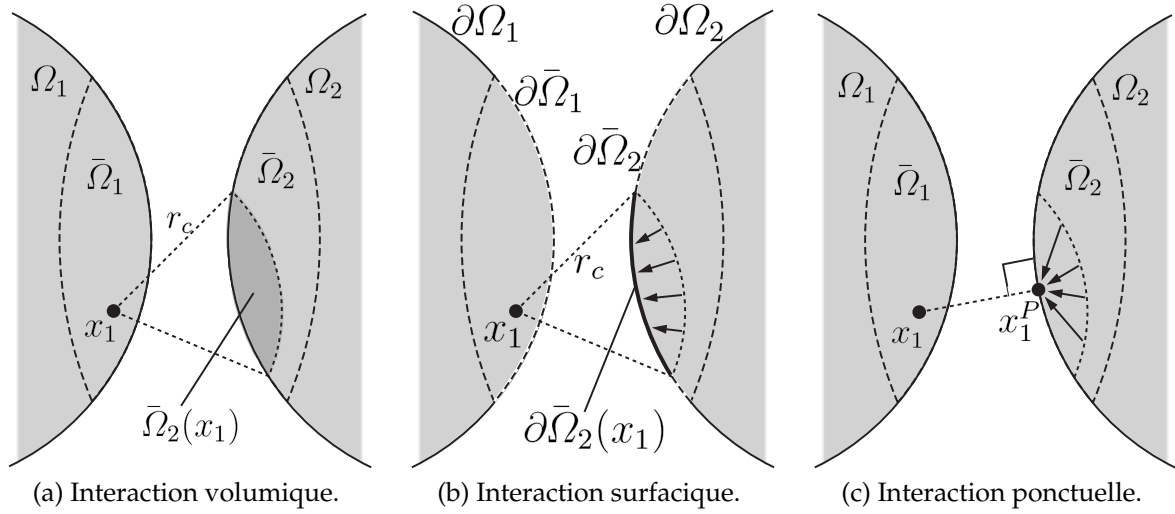 Ω₁
Ω₂
Ω̄₁
Ω̄₂
r_c
x₁
Ω̄₂(x₁)
(a) Interaction volumique.
∂Ω₁
∂Ω₂
∂Ω̄₁
∂Ω̄₂
r_c
x₁
∂Ω̄₂(x₁)
(b) Interaction surfacique.
Ω₁
Ω₂
Ω̄₁
Ω̄₂
x₁
x₁ᴾ
(c) Interaction ponctuelle.